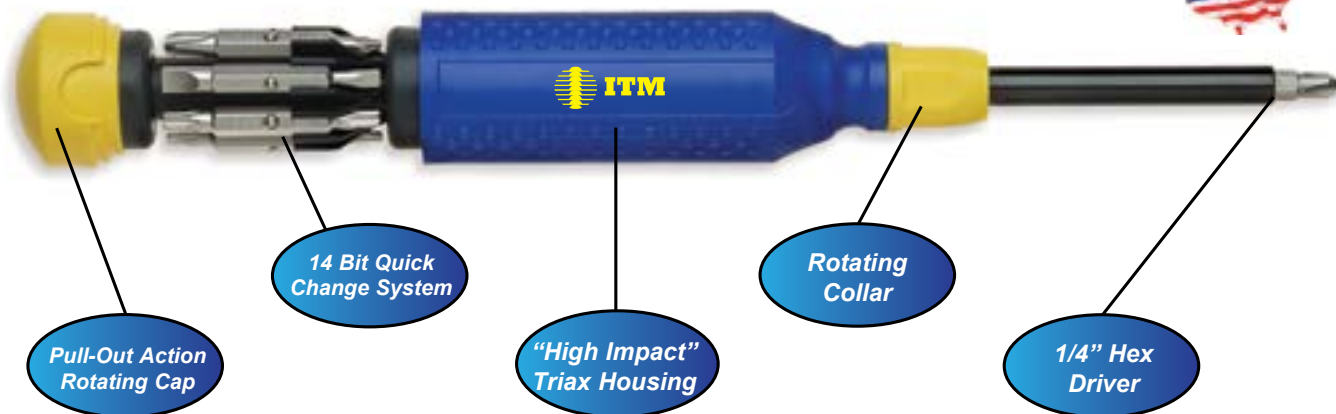 ITM
14 Bit Quick
Change System
Rotating
Collar
Pull-Out Action
Rotating Cap
“High Impact”
Triax Housing
1/4” Hex
Driver